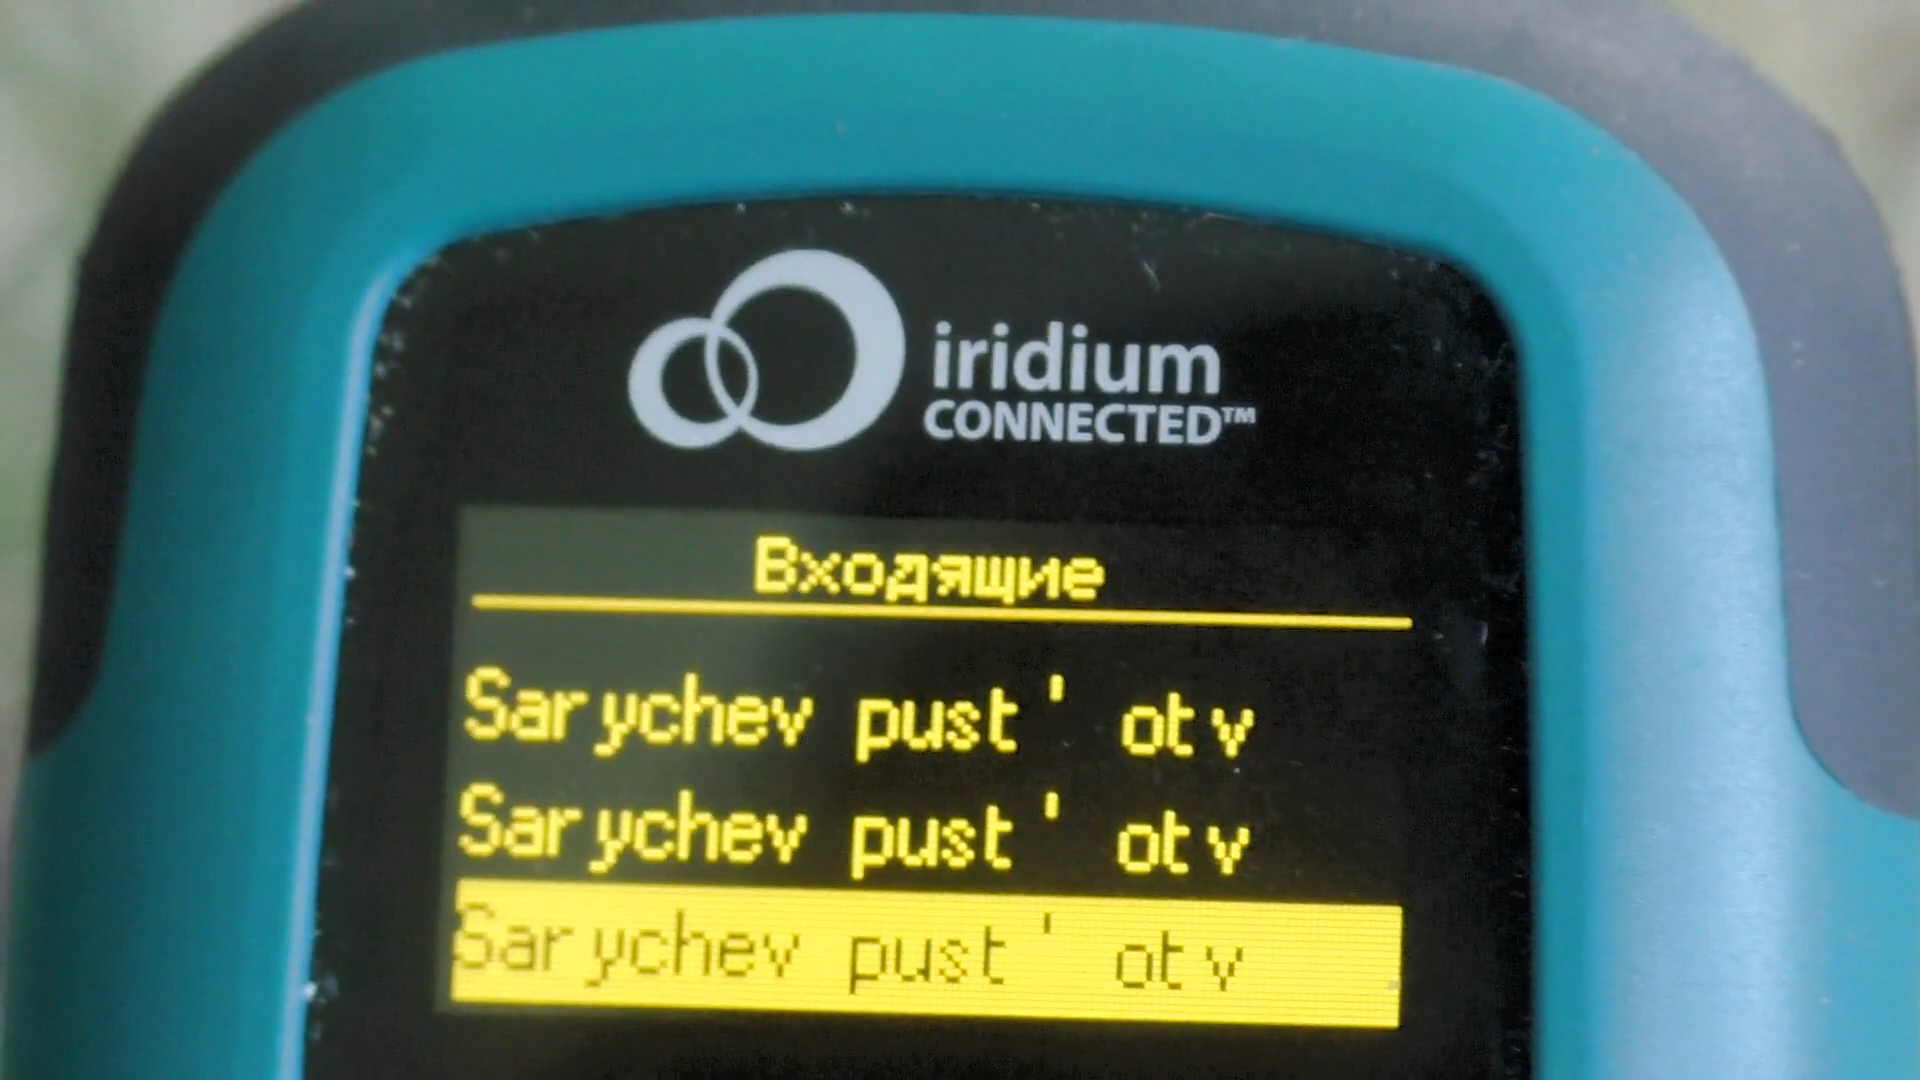 iridium
CONNECTED™
Входящие
Sarychev pust' otv
Sarychev pust' otv
Sarychev pust' otv